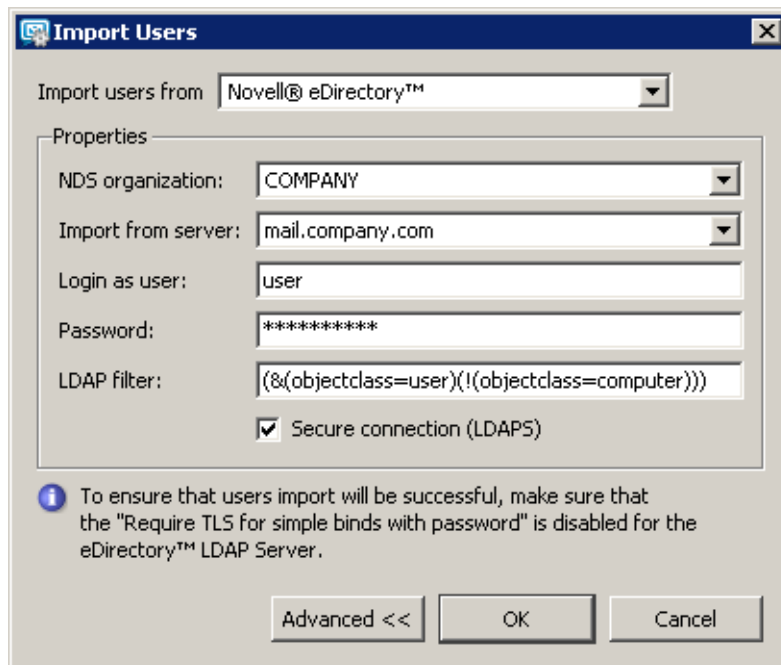 Import Users
Import users from Novell® eDirectory™
Properties
NDS organization: COMPANY
Import from server: mail.company.com
Login as user: user
Password: **********
LDAP filter: (&(objectclass=user)(!(objectclass=computer)))
Secure connection (LDAPS)
To ensure that users import will be successful, make sure that
the "Require TLS for simple binds with password" is disabled for the
eDirectory™ LDAP Server.
Advanced << OK Cancel